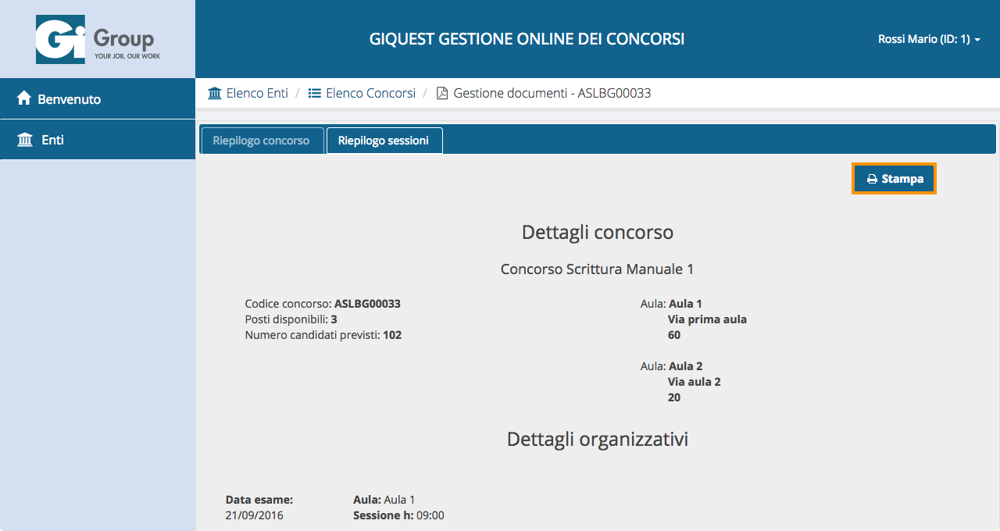 Gi Group
YOUR JOB, OUR WORK
GIQUEST GESTIONE ONLINE DEI CONCORSI
Rossi Mario (ID: 1)
Benvenuto
Enti
Elenco Enti / Elenco Concorsi / Gestione documenti - ASLBG00033
Riepilogo concorso
Riepilogo sessioni
Stampa
Dettagli concorso
Concorso Scrittura Manuale 1
Codice concorso: ASLBG00033
Posti disponibili: 3
Numero candidati previsti: 102
Aula: Aula 1
Via prima aula
60
Aula: Aula 2
Via aula 2
20
Dettagli organizzativi
Data esame:
21/09/2016
Aula: Aula 1
Sessione h: 09:00